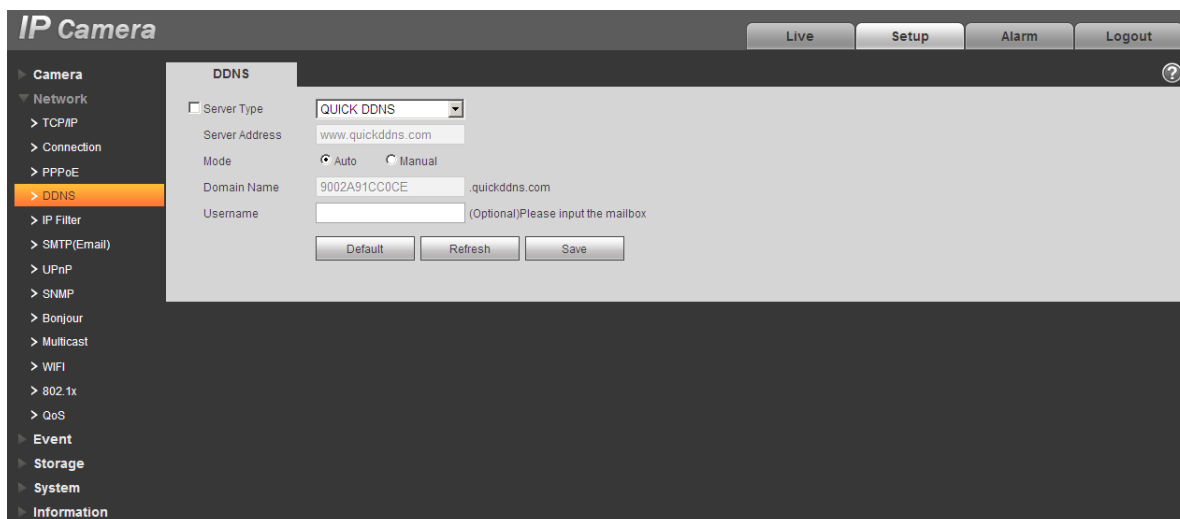 IP Camera
Live
Setup
Alarm
Logout
Camera
Network
> TCP/IP
> Connection
> PPPoE
> DDNS
> IP Filter
> SMTP(Email)
> UPnP
> SNMP
> Bonjour
> Multicast
> WIFI
> 802.1x
> QoS
Event
Storage
System
Information
DDNS
?
Server Type QUICK DDNS
Server Address www.quickddns.com
Mode Auto Manual
Domain Name 9002A91CC0CE .quickddns.com
Username (Optional)Please input the mailbox
Default Refresh Save